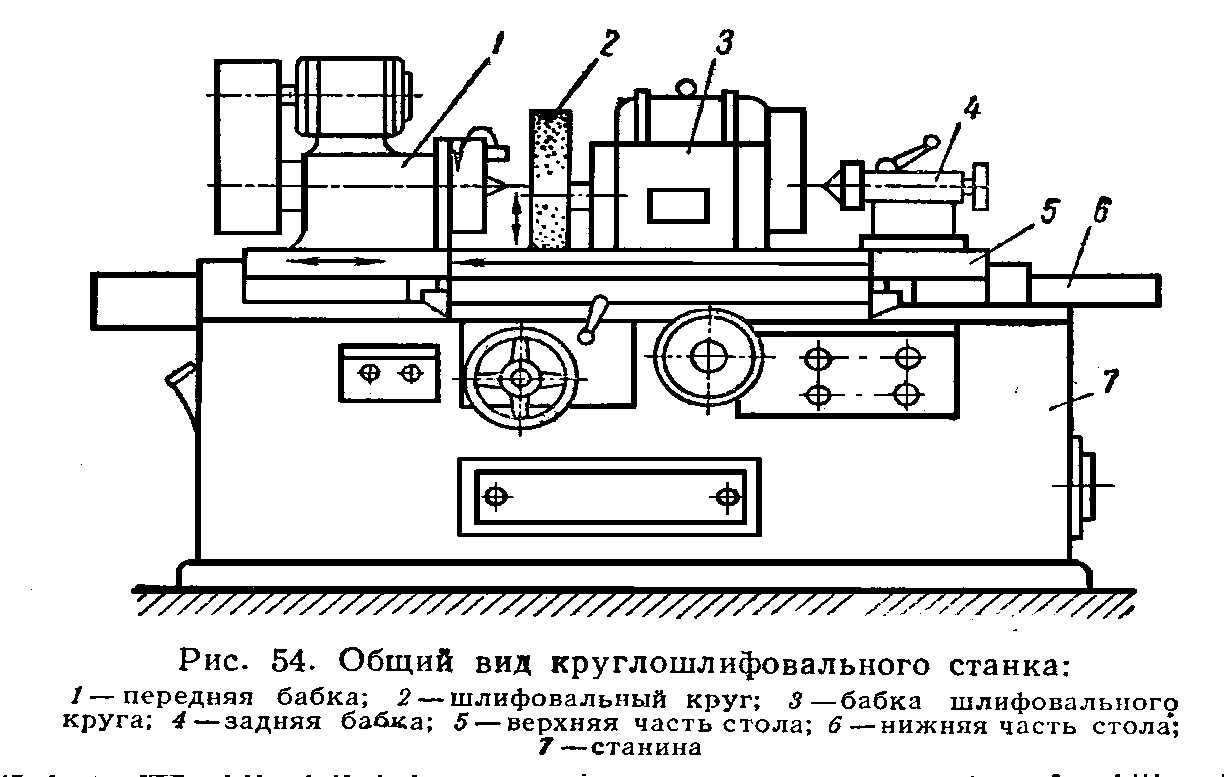 1 2 3 4 5 6 7
Рис. 54. Общий вид круглошлифовального станка:
1 — передняя бабка; 2 — шлифовальный круг; 3 — бабка шлифовального
круга; 4 — задняя бабка; 5 — верхняя часть стола; 6 — нижняя часть стола;
7 — станина